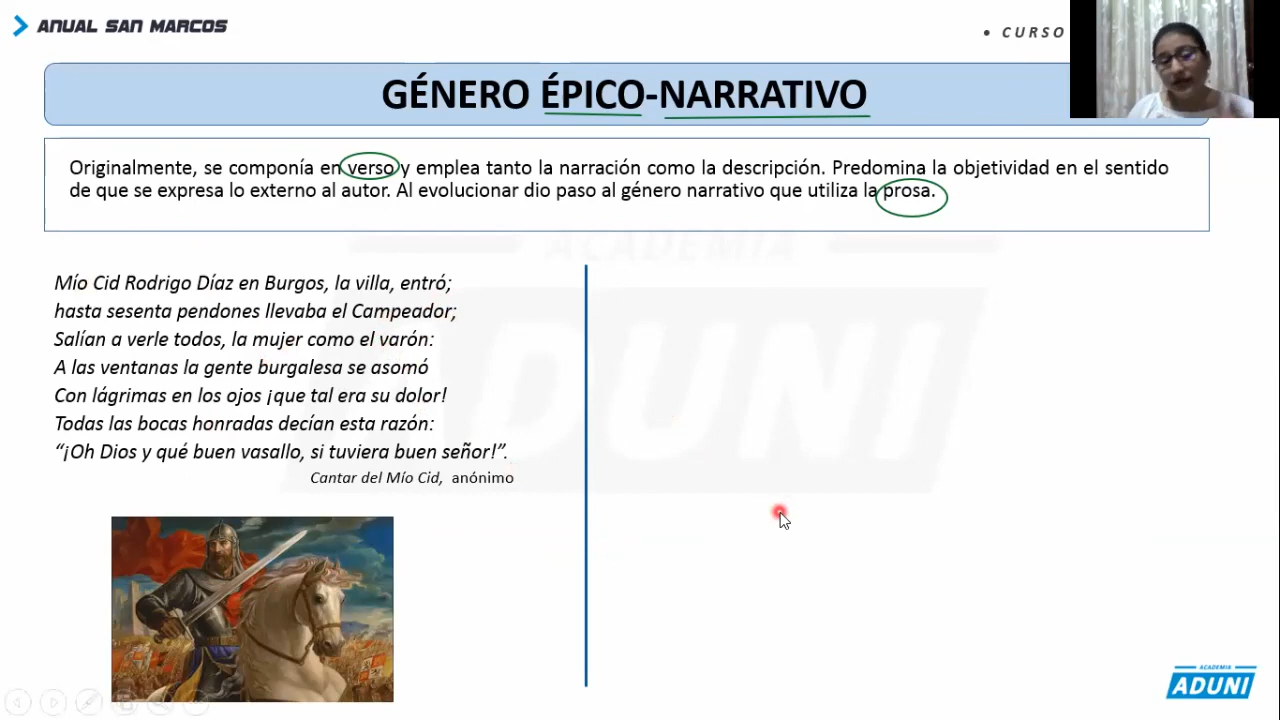 ANUAL SAN MARCOS
• CURSO
GÉNERO ÉPICO-NARRATIVO
Originalmente, se componía en verso y emplea tanto la narración como la descripción. Predomina la objetividad en el sentido
de que se expresa lo externo al autor. Al evolucionar dio paso al género narrativo que utiliza la prosa.
ACADEMIA
ADUNI
Mío Cid Rodrigo Díaz en Burgos, la villa, entró;
hasta sesenta pendones llevaba el Campeador;
Salían a verle todos, la mujer como el varón:
A las ventanas la gente burgalesa se asomó
Con lágrimas en los ojos ¡que tal era su dolor!
Todas las bocas honradas decían esta razón:
“¡Oh Dios y qué buen vasallo, si tuviera buen señor!”.
Cantar del Mío Cid, anónimo
ACADEMIA
ADUNI